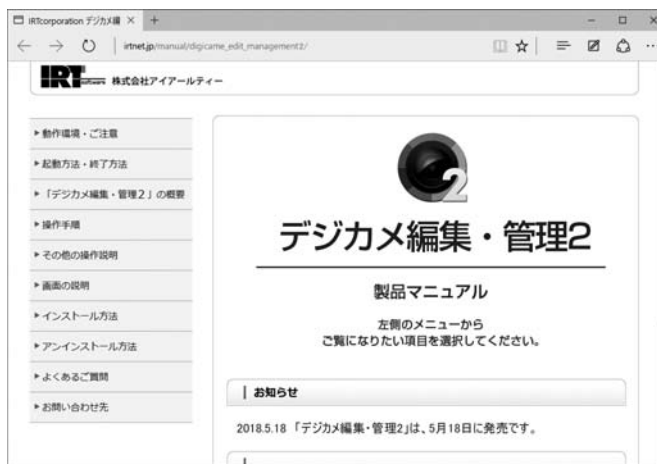 IRTcorporation デジカメ編
irtnet.jp/manual/digicame_edit_management2/
IRT software 株式会社アイアールティー
動作環境・ご注意
起動方法・終了方法
「デジカメ編集・管理2」の概要
操作手順
その他の操作説明
画面の説明
インストール方法
アンインストール方法
よくあるご質問
お問い合わせ先
2
デジカメ編集・管理2
製品マニュアル
左側のメニューから
ご覧になりたい項目を選択してください。
お知らせ
2018.5.18 「デジカメ編集・管理2」は、5月18日に発売です。